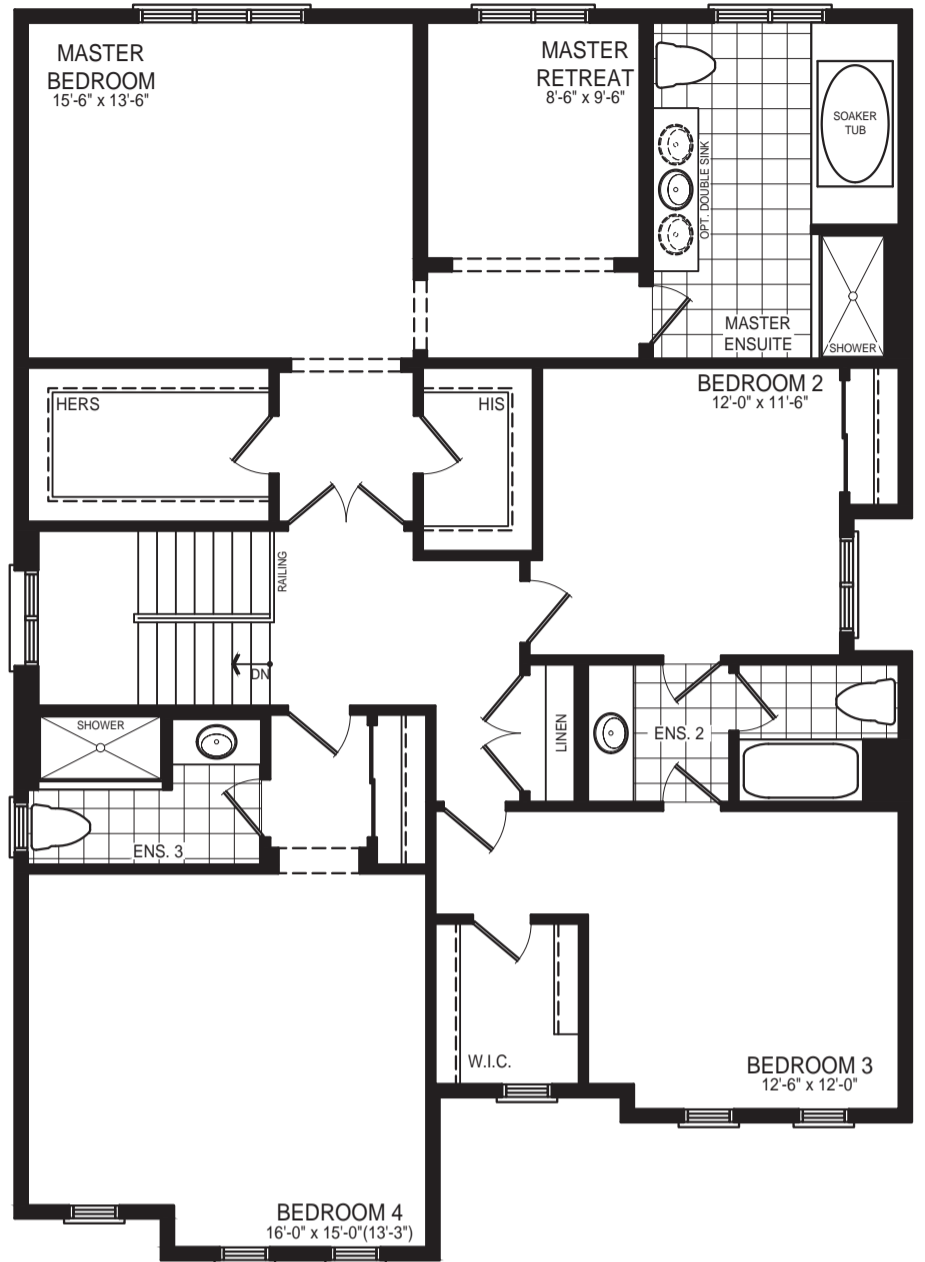 MASTER
BEDROOM
15'-6" x 13'-6"
MASTER
RETREAT
8'-6" x 9'-6"
SOAKER
TUB
OPT. DOUBLE SINK
MASTER
ENSUITE
SHOWER
HERS
HIS
BEDROOM 2
12'-0" x 11'-6"
RAILING
DN
SHOWER
LINEN
ENS. 2
ENS. 3
W.I.C.
BEDROOM 3
12'-6" x 12'-0"
BEDROOM 4
16'-0" x 15'-0"(13'-3")